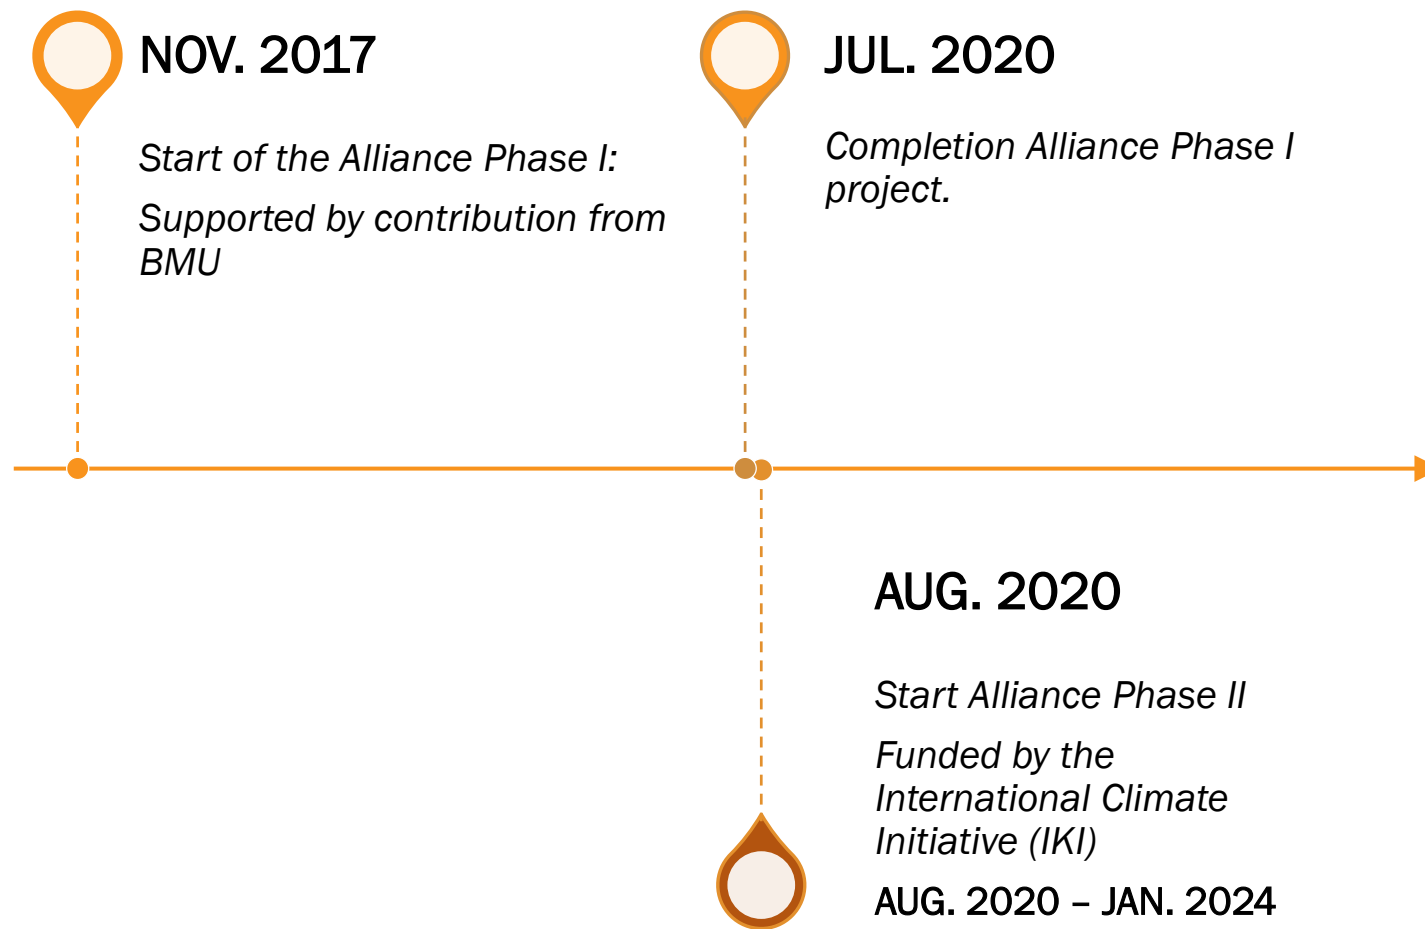 NOV. 2017
Start of the Alliance Phase I:
Supported by contribution from
BMU
JUL. 2020
Completion Alliance Phase I
project.
AUG. 2020
Start Alliance Phase II
Funded by the
International Climate
Initiative (IKI)
AUG. 2020 – JAN. 2024